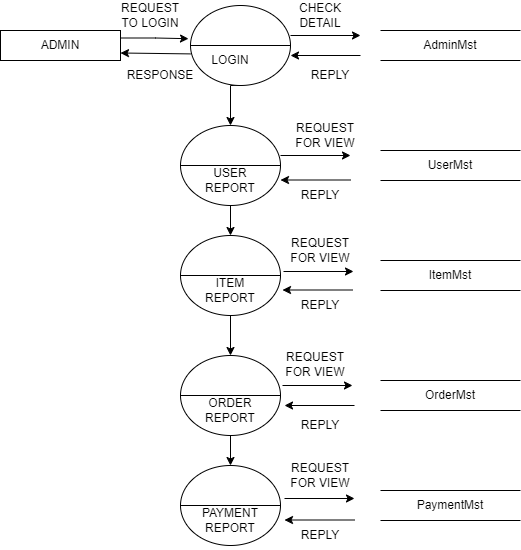 REQUEST
TO LOGIN
CHECK
DETAIL
ADMIN
AdminMst
LOGIN
RESPONSE
REPLY
REQUEST
FOR VIEW
UserMst
USER
REPORT
REPLY
REQUEST
FOR VIEW
ItemMst
ITEM
REPORT
REPLY
REQUEST
FOR VIEW
OrderMst
ORDER
REPORT
REPLY
REQUEST
FOR VIEW
PaymentMst
PAYMENT
REPORT
REPLY